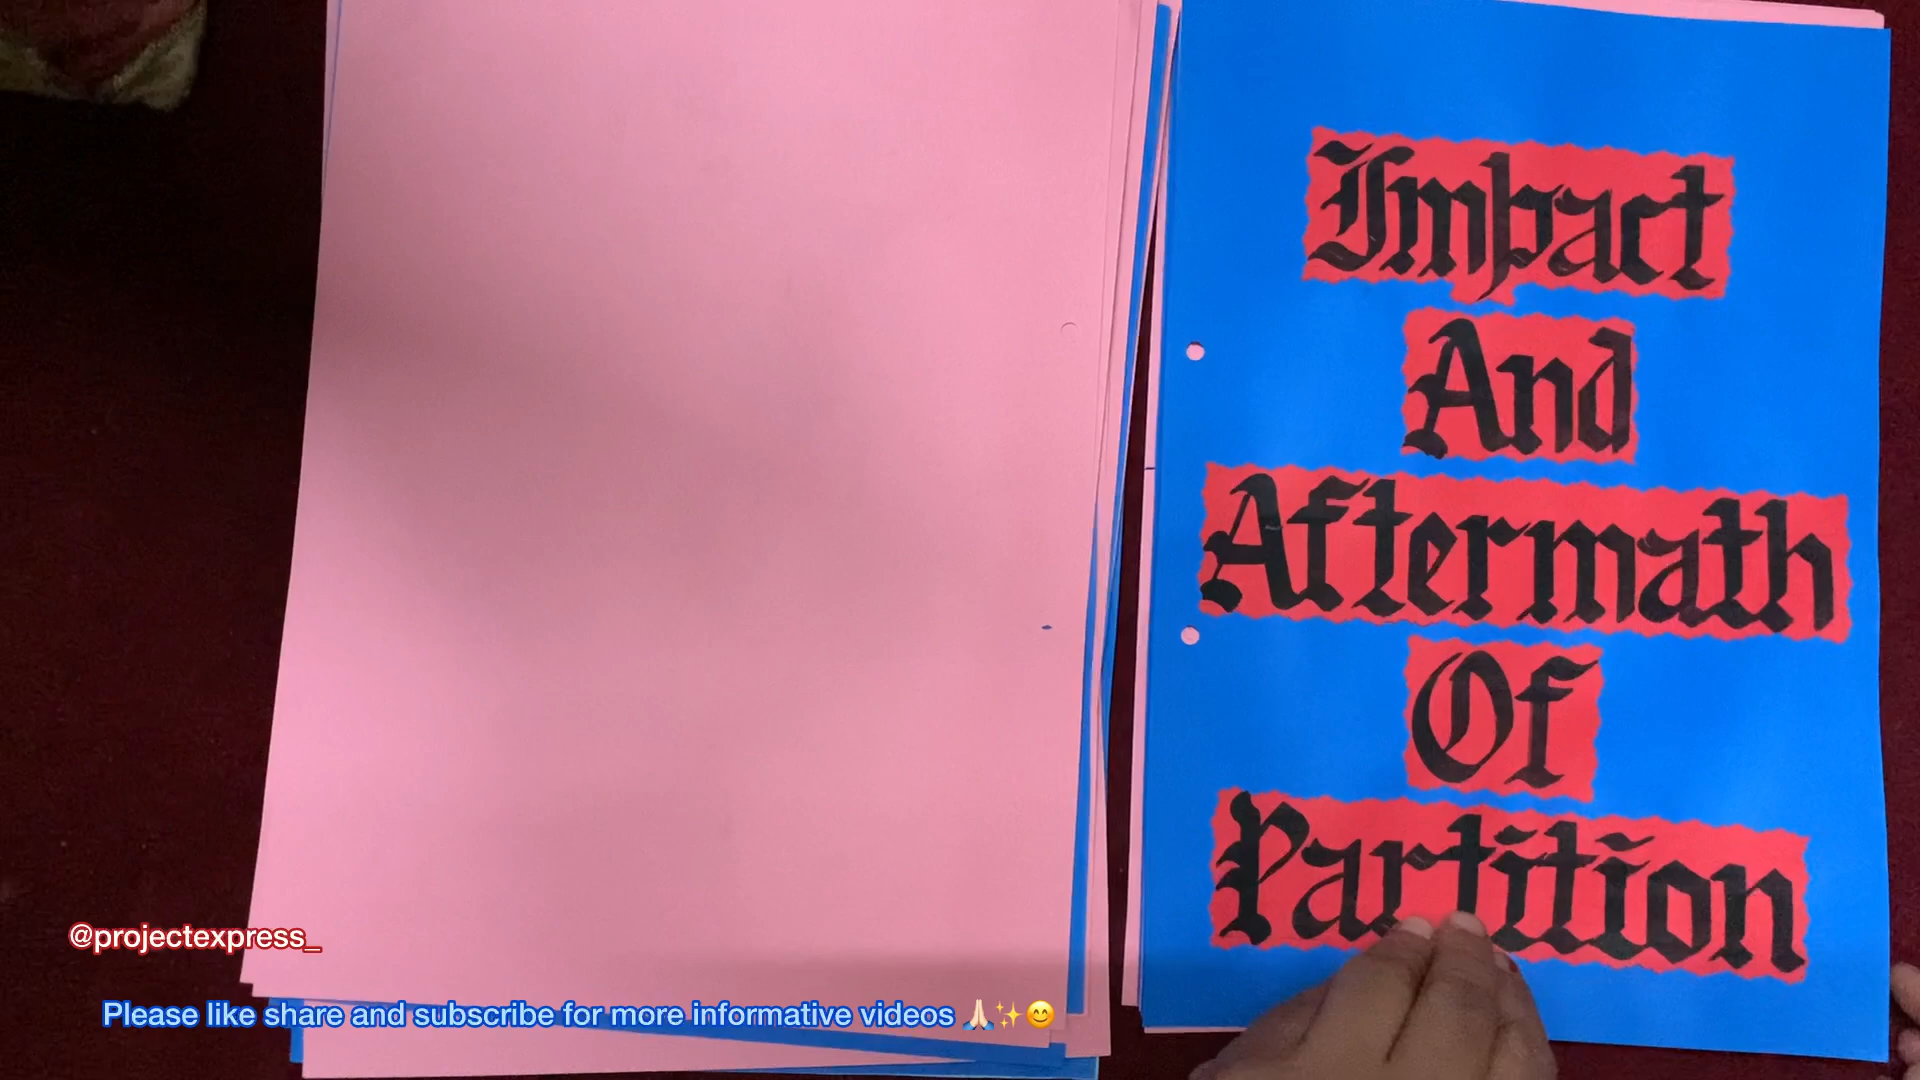 Impact
And
Aftermath
Of
Partition
@projectexpress_
Please like share and subscribe for more informative videos 🙏🏻✨😊